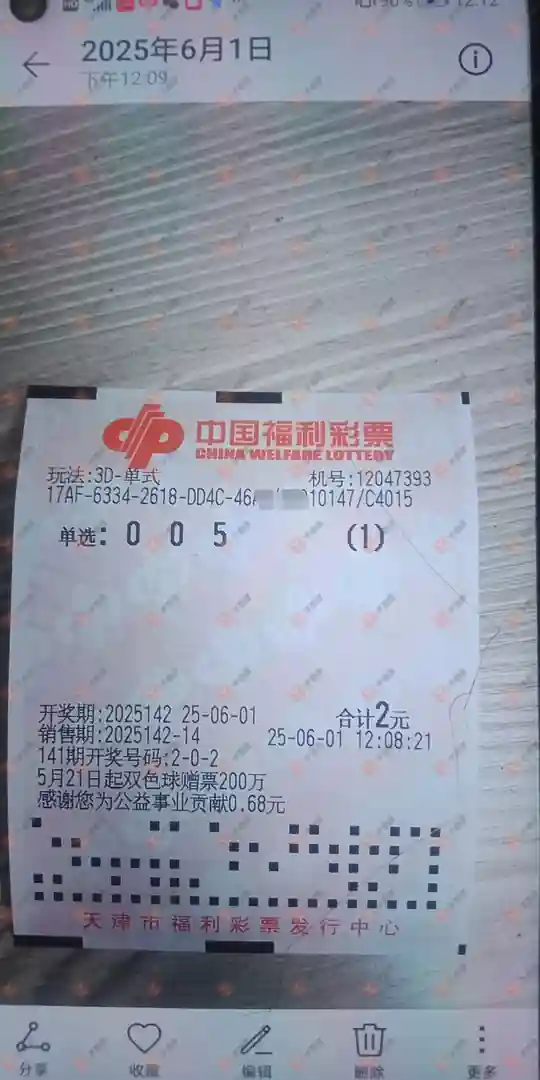 2025年6月1日
下午12:09
中国福利彩票
CHINA WELFARE LOTTERY
玩法:3D-单式
机号:12047393
17AF-6334-2618-DD4C-46 10147/C4015
单选: 0 0 5 (1)
开奖期:2025142 25-06-01
合计2元
销售期:2025142-14
25-06-01 12:08:21
141期开奖号码:2-0-2
5月21日起双色球赠票200万
感谢您为公益事业贡献0.68元
天津市福利彩票发行中心
分享
收藏
编辑
删除
更多